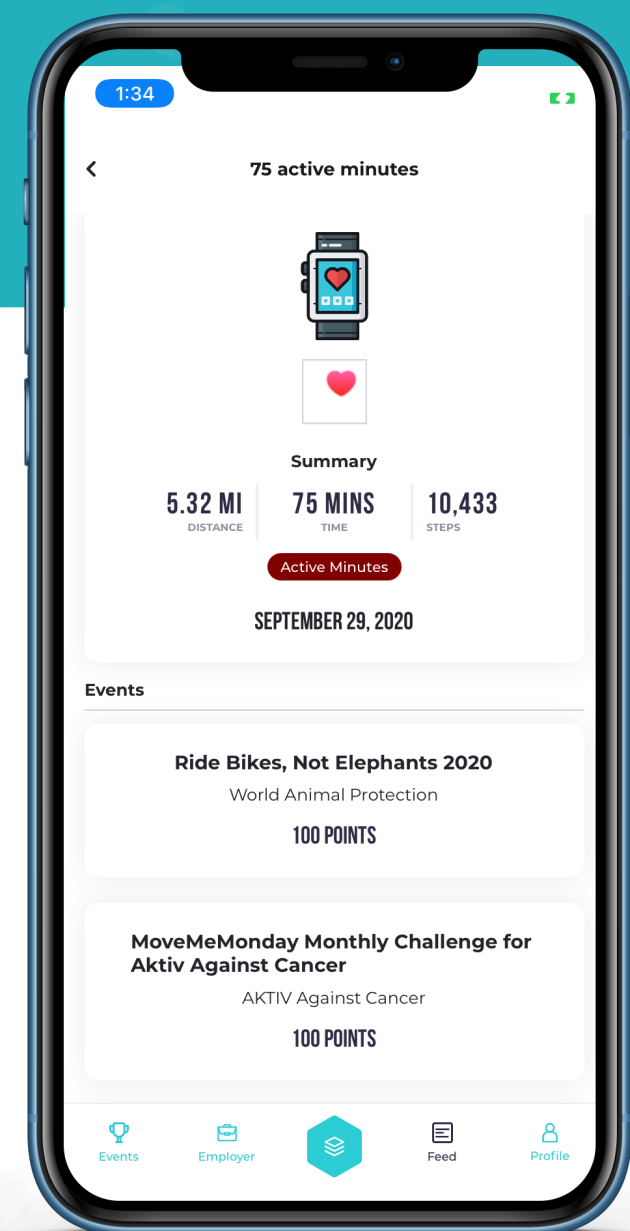 1:34
75 active minutes
Summary
5.32 MI 75 MINS 10,433
DISTANCE TIME STEPS
Active Minutes
SEPTEMBER 29, 2020
Events
Ride Bikes, Not Elephants 2020
World Animal Protection
100 POINTS
MoveMeMonday Monthly Challenge for
Aktiv Against Cancer
AKTIV Against Cancer
100 POINTS
Events Employer Feed Profile